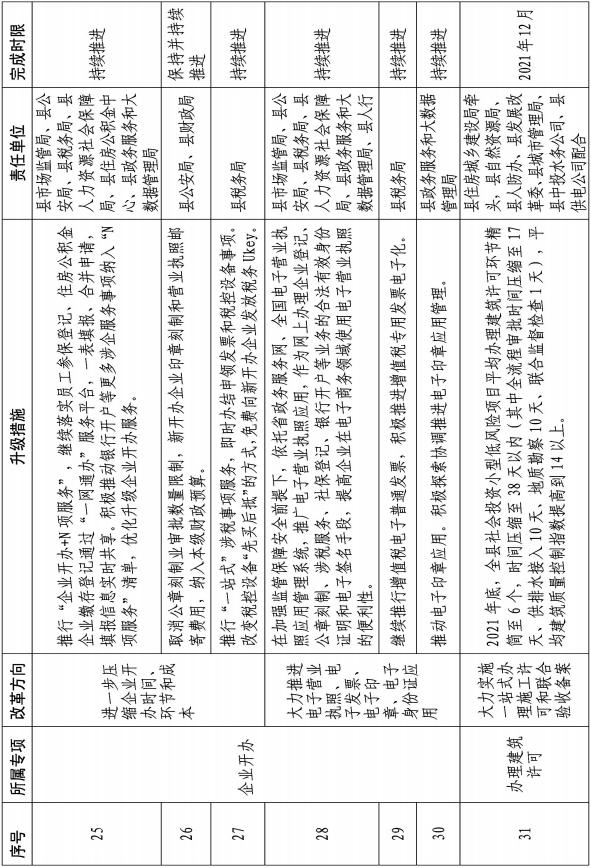 序号
所属专项
改革方向
升级措施
责任单位
完成时限
25
企业开办
进一步压
缩企业开
办时间、
环节和成
本
推行“企业开办+N项服务”，继续落实员工参保登记、住房公积金
企业缴存登记通过“一网通办”服务平台，一表填报、合并申请，
填报信息实时共享。积极推动银行开户等更多涉企服务事项纳入“N
项服务”清单，优化升级企业开办服务。
县市场监管局、县公
安局、县税务局、县
人力资源社会保障
局、县住房公积金中
心、县政务服务和大
数据管理局
持续推进
26
取消公章刻制业审批数量限制，新开办企业印章刻制和营业执照邮
寄费用，纳入本级财政预算。
县公安局、县财政局
保持并持续
推进
27
推行“一站式”涉税事项服务，即时办结申领发票和税控设备事项。
改变税控设备“先买后抵”的方式，免费向新开办企业发放税务Ukey。
县税务局
持续推进
28
大力推进
电子营业
执照、电
子发票、
电子印
章、电子
身份证应
用
在加强监管保障安全前提下，依托省政务服务网、全国电子营业执
照应用管理系统，推广电子营业执照应用，作为网上办理企业登记、
公章刻制、涉税服务、社保登记、银行开户等业务的合法有效身份
证明和电子签名手段，提高企业在电子商务领域使用电子营业执照
的便利性。
县市场监管局、县公
安局、县税务局、县
人力资源社会保障
局、县政务服务和大
数据管理局、县人行
持续推进
29
继续推行增值税电子普通发票，积极推进增值税专用发票电子化。
县税务局
持续推进
30
推动电子印章应用。积极探索协调推进电子印章应用管理。
县政务服务和大数据
管理局
持续推进
31
办理建筑
许可
大力实施
一站式办
理施工许
可和联合
验收备案
2021年底，全县社会投资小型低风险项目平均办理建筑许可环节精
简至6个，时间压缩至38天以内（其中全流程审批时间压缩至17
天、供排水接入10天、地质勘察10天、联合监督检查1天），平
均建筑质量控制指数提高到14以上。
县住房城乡建设局牵
头，县自然资源局、
县人防办、县发展改
革委、县城市管理局、
县中投水务公司、县
供电公司配合
2021年12月